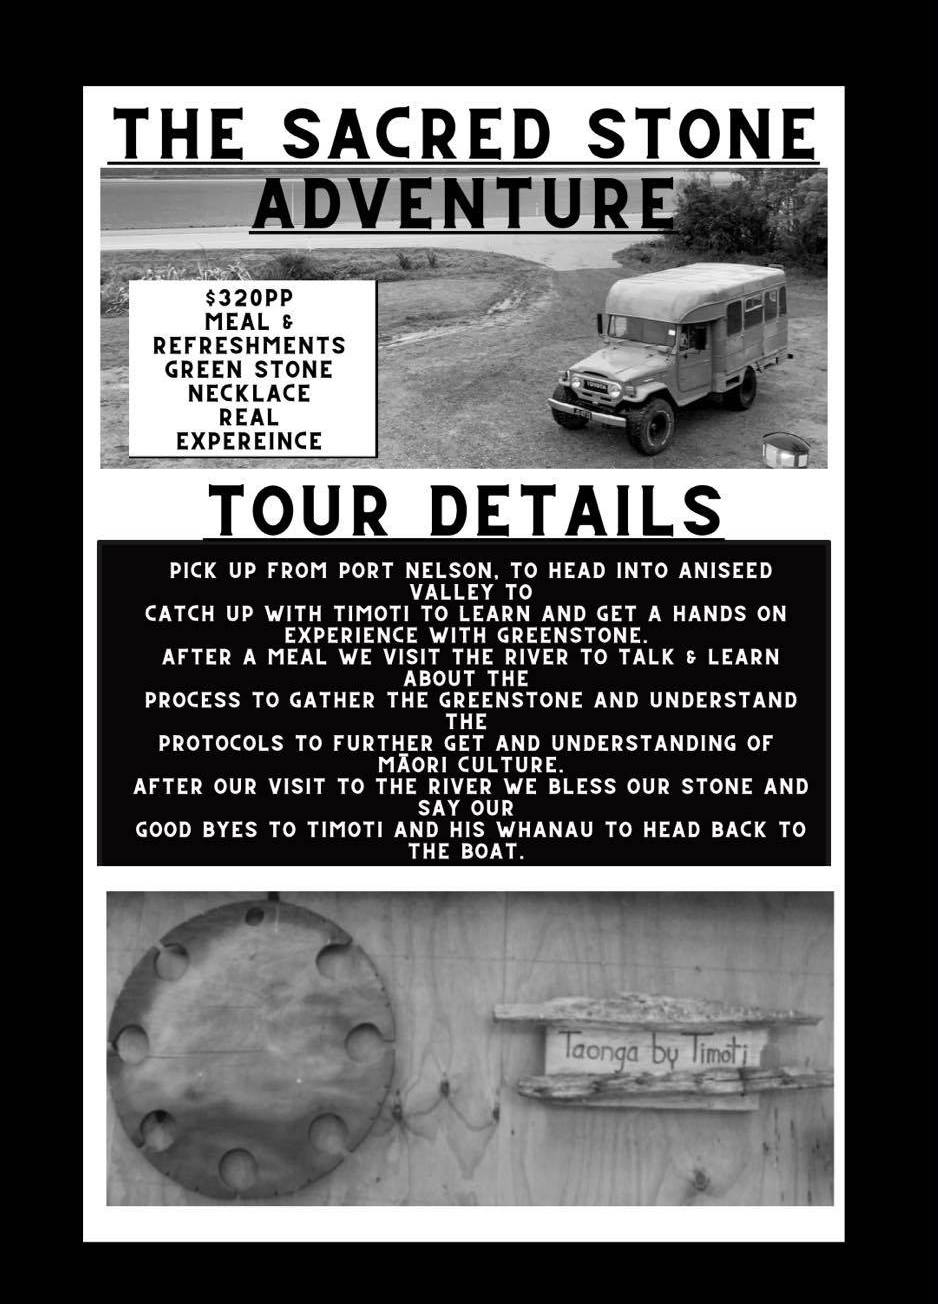 THE SACRED STONE
ADVENTURE
$320PP
MEAL &
REFRESHMENTS
GREEN STONE
NECKLACE
REAL
EXPEREINCE
TOYOTA
TOUR DETAILS
PICK UP FROM PORT NELSON, TO HEAD INTO ANISEED
VALLEY TO
CATCH UP WITH TIMOTI TO LEARN AND GET A HANDS ON
EXPERIENCE WITH GREENSTONE.
AFTER A MEAL WE VISIT THE RIVER TO TALK & LEARN
ABOUT THE
PROCESS TO GATHER THE GREENSTONE AND UNDERSTAND
THE
PROTOCOLS TO FURTHER GET AND UNDERSTANDING OF
MĀORI CULTURE.
AFTER OUR VISIT TO THE RIVER WE BLESS OUR STONE AND
SAY OUR
GOOD BYES TO TIMOTI AND HIS WHANAU TO HEAD BACK TO
THE BOAT.
Taonga by Timoti